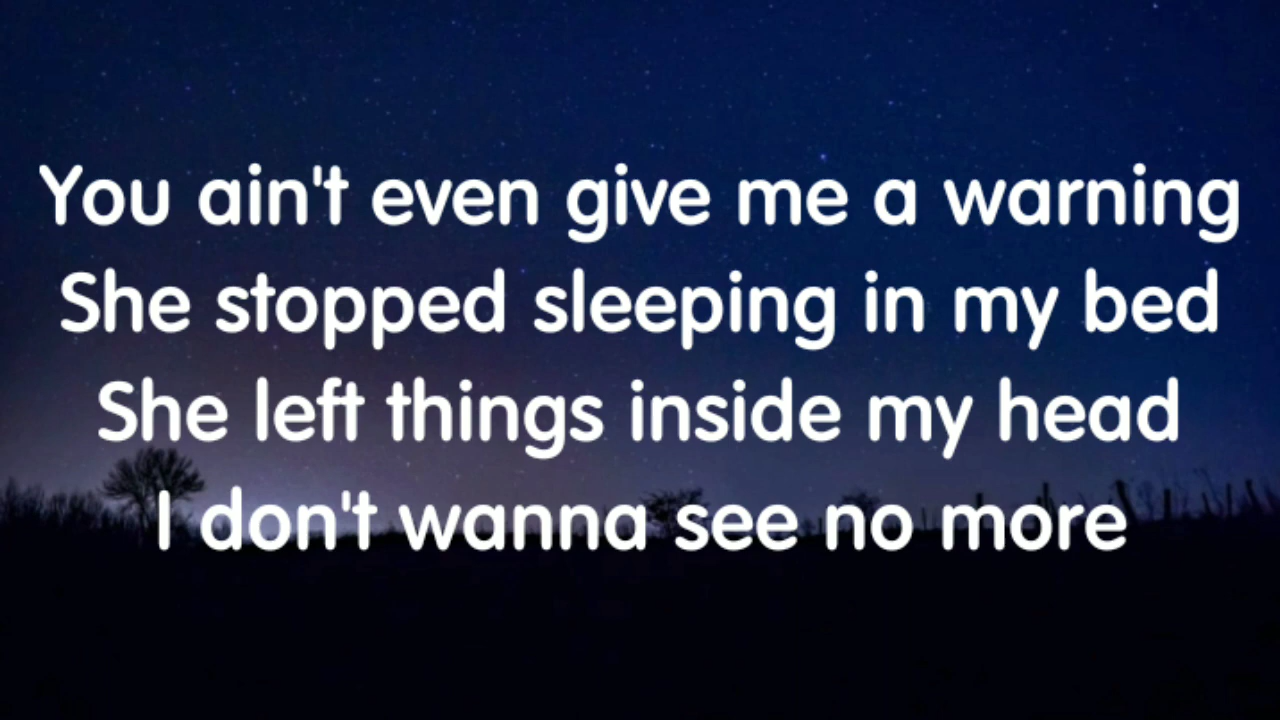 You ain't even give me a warning
She stopped sleeping in my bed
She left things inside my head
I don't wanna see no more